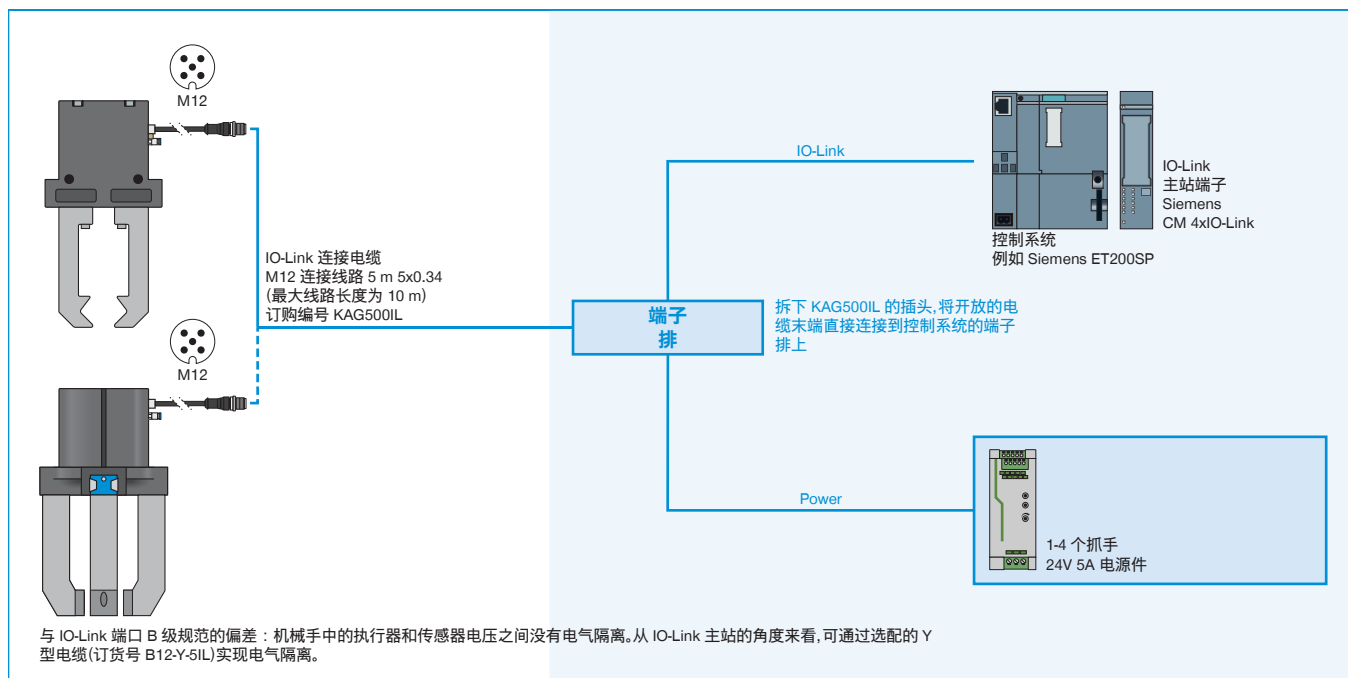 M12
IO-Link 连接电缆
M12 连接线路 5 m 5x0.34
(最大线路长度为 10 m)
订购编号 KAG500IL
M12
IO-Link
IO-Link
主站端子
Siemens
CM 4xIO-Link
控制系统
例如 Siemens ET200SP
端子
排
拆下 KAG500IL 的插头,将开放的电
缆末端直接连接到控制系统的端子
排上
Power
1-4 个抓手
24V 5A 电源件
与 IO-Link 端口 B 级规范的偏差：机械手中的执行器和传感器电压之间没有电气隔离。从 IO-Link 主站的角度来看,可通过选配的 Y
型电缆(订货号 B12-Y-5IL)实现电气隔离。